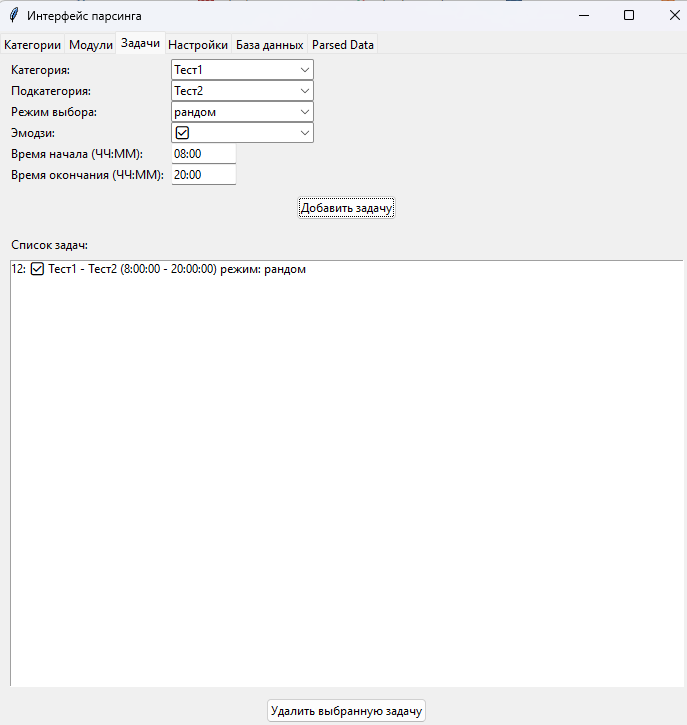 Интерфейс парсинга
Категории Модули Задачи Настройки База данных Parsed Data
Категория: Тест1
Подкатегория: Тест2
Режим выбора: рандом
Эмодзи: ☑
Время начала (ЧЧ:ММ): 08:00
Время окончания (ЧЧ:ММ): 20:00
Добавить задачу
Список задач:
12: ☑ Тест1 - Тест2 (8:00:00 - 20:00:00) режим: рандом
Удалить выбранную задачу